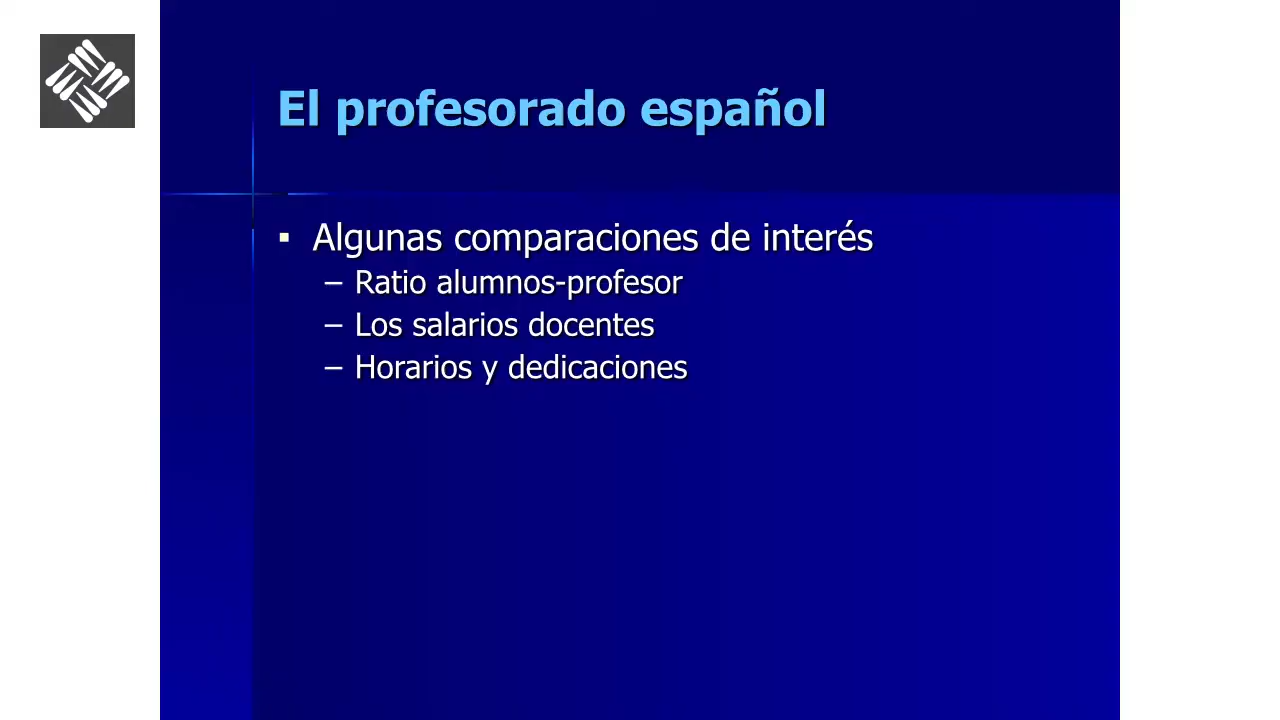 El profesorado español
▪ Algunas comparaciones de interés
– Ratio alumnos-profesor
– Los salarios docentes
– Horarios y dedicaciones